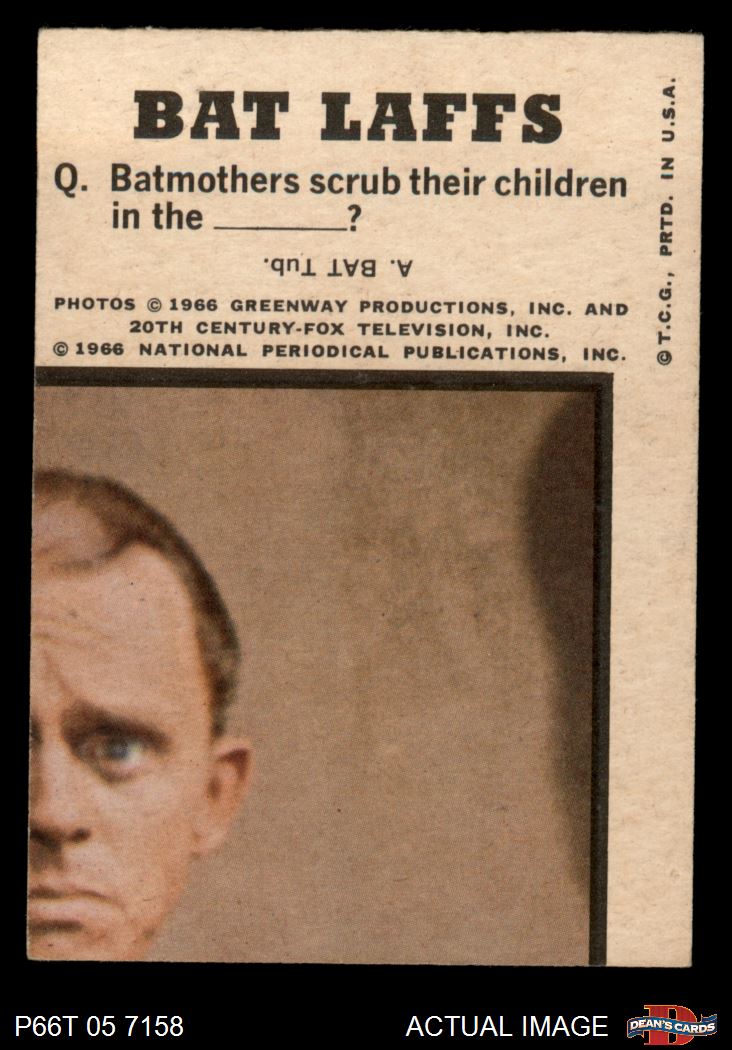 BAT LAFFS
Q. Batmothers scrub their children
in the _______?
A. BAT Tub.
PHOTOS © 1966 GREENWAY PRODUCTIONS, INC. AND
20TH CENTURY-FOX TELEVISION, INC.
© 1966 NATIONAL PERIODICAL PUBLICATIONS, INC.
© T.C.G., PRTD. IN U.S.A.
P66T 05 7158
ACTUAL IMAGE
D
DEAN'S CARDS